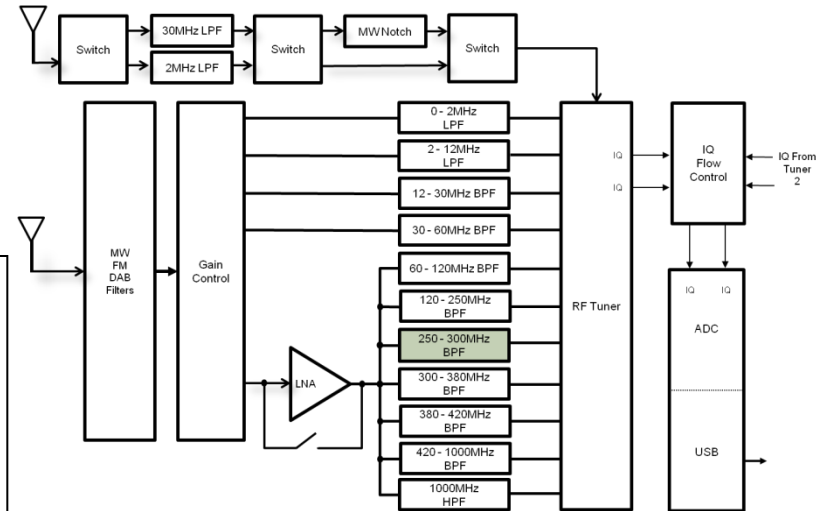 Switch
30MHz LPF
2MHz LPF
Switch
MW Notch
Switch
MW
FM
DAB
Filters
Gain
Control
LNA
0 - 2MHz
LPF
2 - 12MHz
LPF
12 - 30MHz BPF
30 - 60MHz BPF
60 - 120MHz BPF
120 - 250MHz
BPF
250 - 300MHz
BPF
300 - 380MHz
BPF
380 - 420MHz
BPF
420 - 1000MHz
BPF
1000MHz
HPF
RF Tuner
IQ
IQ
IQ
Flow
Control
IQ From
Tuner
2
IQ IQ
ADC
USB